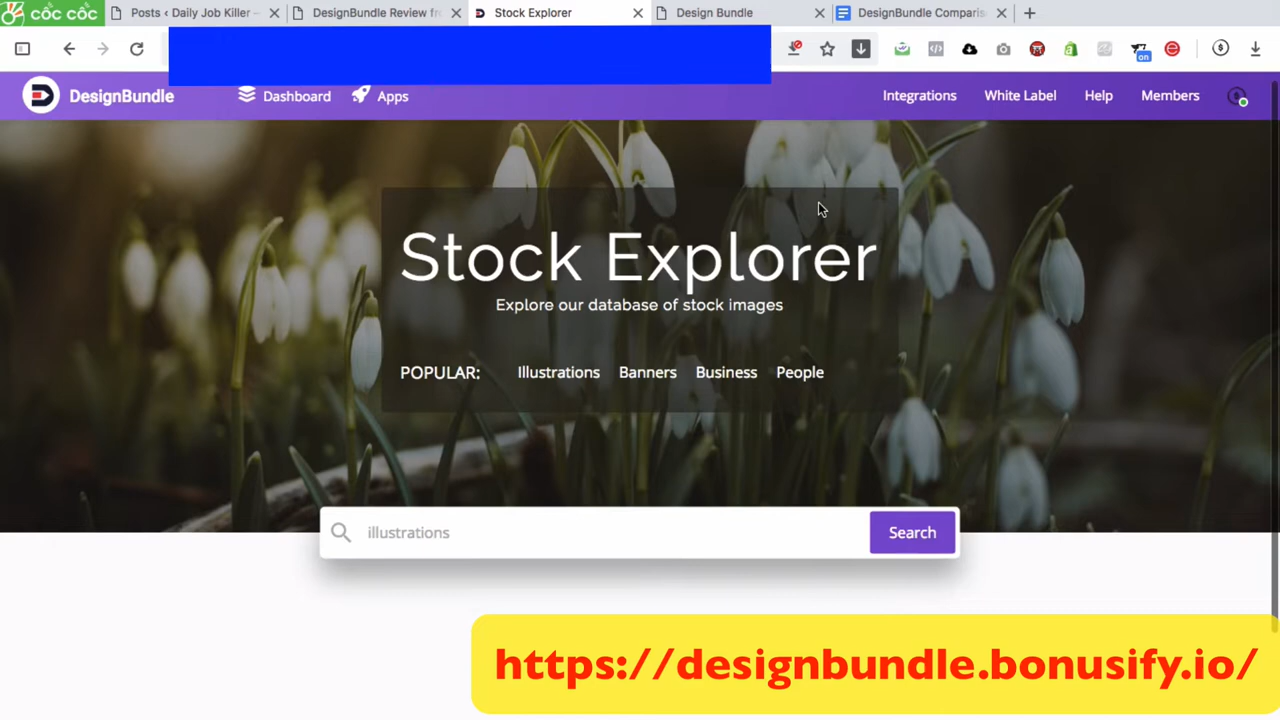 CỐC CỐC
Posts ‹ Daily Job Killer —
DesignBundle Review fr
Stock Explorer
Design Bundle
DesignBundle Comparis
on
DesignBundle
Dashboard
Apps
Integrations
White Label
Help
Members
Stock Explorer
Explore our database of stock images
POPULAR: Illustrations Banners Business People
illustrations
Search
https://designbundle.bonusify.io/